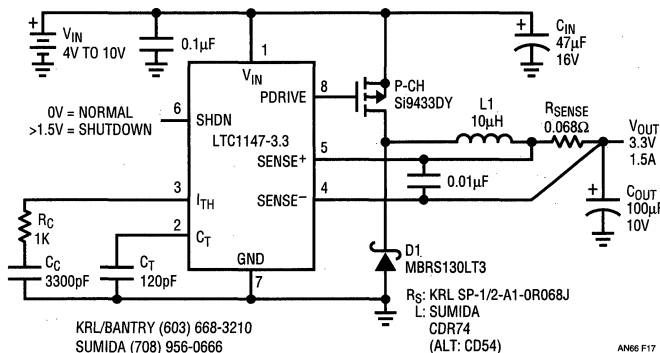 VIN
4V TO 10V
+
0.1µF
1
VIN
CIN
47µF
16V
+
PDRIVE
8
P-CH
Si9433DY
0V = NORMAL
>1.5V = SHUTDOWN
6
SHDN
LTC1147-3.3
L1
10µH
RSENSE
0.068Ω
VOUT
3.3V
1.5A
SENSE+
5
0.01µF
SENSE–
4
3
ITH
RC
1K
2
CT
+
COUT
100µF
10V
CC
3300pF
CT
120pF
GND
7
D1
MBRS130LT3
RS: KRL SP-1/2-A1-0R068J
L: SUMIDA
CDR74
(ALT: CD54)
KRL/BANTRY (603) 668-3210
SUMIDA (708) 956-0666
AN66 F17